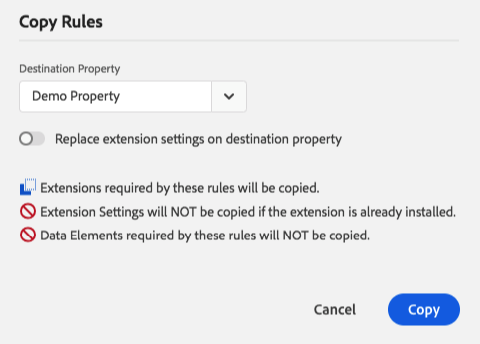 Copy Rules
Destination Property
Demo Property
Replace extension settings on destination property
Extensions required by these rules will be copied.
Extension Settings will NOT be copied if the extension is already installed.
Data Elements required by these rules will NOT be copied.
Cancel
Copy